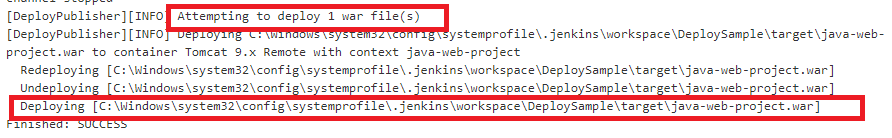 Channel stopped
[DeployPublisher][INFO] Attempting to deploy 1 war file(s)
[DeployPublisher][INFO] Deploying C:\Windows\system32\config\systemprofile\.jenkins\workspace\DeploySample\target\java-web-
project.war to container Tomcat 9.x Remote with context java-web-project
Redeploying [C:\Windows\system32\config\systemprofile\.jenkins\workspace\DeploySample\target\java-web-project.war]
Undeploying [C:\Windows\system32\config\systemprofile\.jenkins\workspace\DeploySample\target\java-web-project.war]
Deploying [C:\Windows\system32\config\systemprofile\.jenkins\workspace\DeploySample\target\java-web-project.war]
Finished: SUCCESS